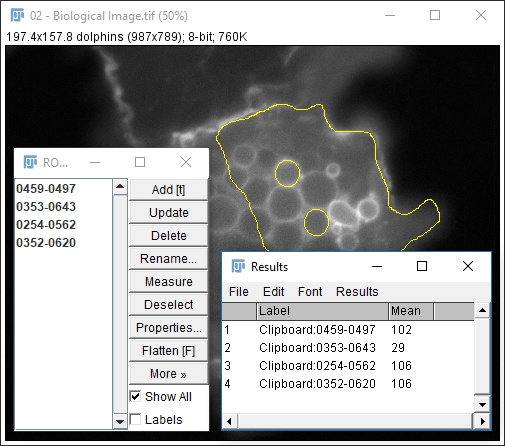 02 - Biological Image.tif (50%)
197.4x157.8 dolphins (987x789); 8-bit; 760K
RO...
0459-0497
0353-0643
0254-0562
0352-0620
Add [t]
Update
Delete
Rename...
Measure
Deselect
Properties...
Flatten [F]
More »
Show All
Labels
Results
File Edit Font Results
Label Mean
1 Clipboard:0459-0497 102
2 Clipboard:0353-0643 29
3 Clipboard:0254-0562 106
4 Clipboard:0352-0620 106